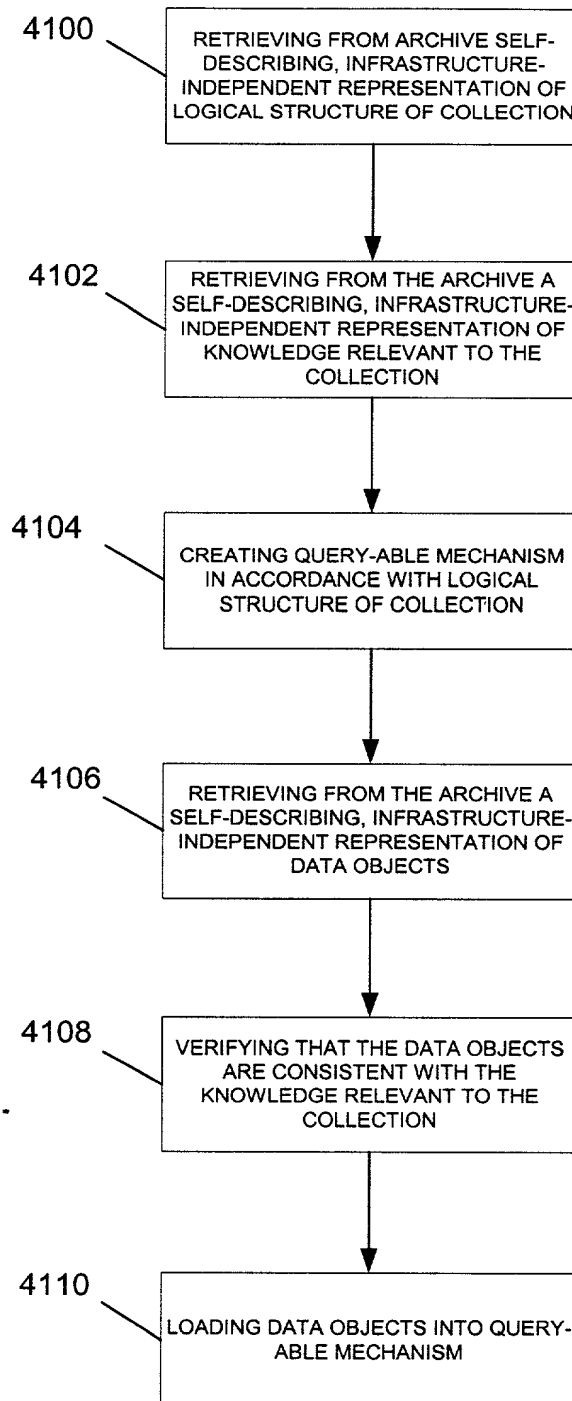 4100
RETRIEVING FROM ARCHIVE SELF-
DESCRIBING, INFRASTRUCTURE-
INDEPENDENT REPRESENTATION OF
LOGICAL STRUCTURE OF COLLECTION
4102
RETRIEVING FROM THE ARCHIVE A
SELF-DESCRIBING, INFRASTRUCTURE-
INDEPENDENT REPRESENTATION OF
KNOWLEDGE RELEVANT TO THE
COLLECTION
4104
CREATING QUERY-ABLE MECHANISM
IN ACCORDANCE WITH LOGICAL
STRUCTURE OF COLLECTION
4106
RETRIEVING FROM THE ARCHIVE A
SELF-DESCRIBING, INFRASTRUCTURE-
INDEPENDENT REPRESENTATION OF
DATA OBJECTS
4108
VERIFYING THAT THE DATA OBJECTS
ARE CONSISTENT WITH THE
KNOWLEDGE RELEVANT TO THE
COLLECTION
4110
LOADING DATA OBJECTS INTO QUERY-
ABLE MECHANISM